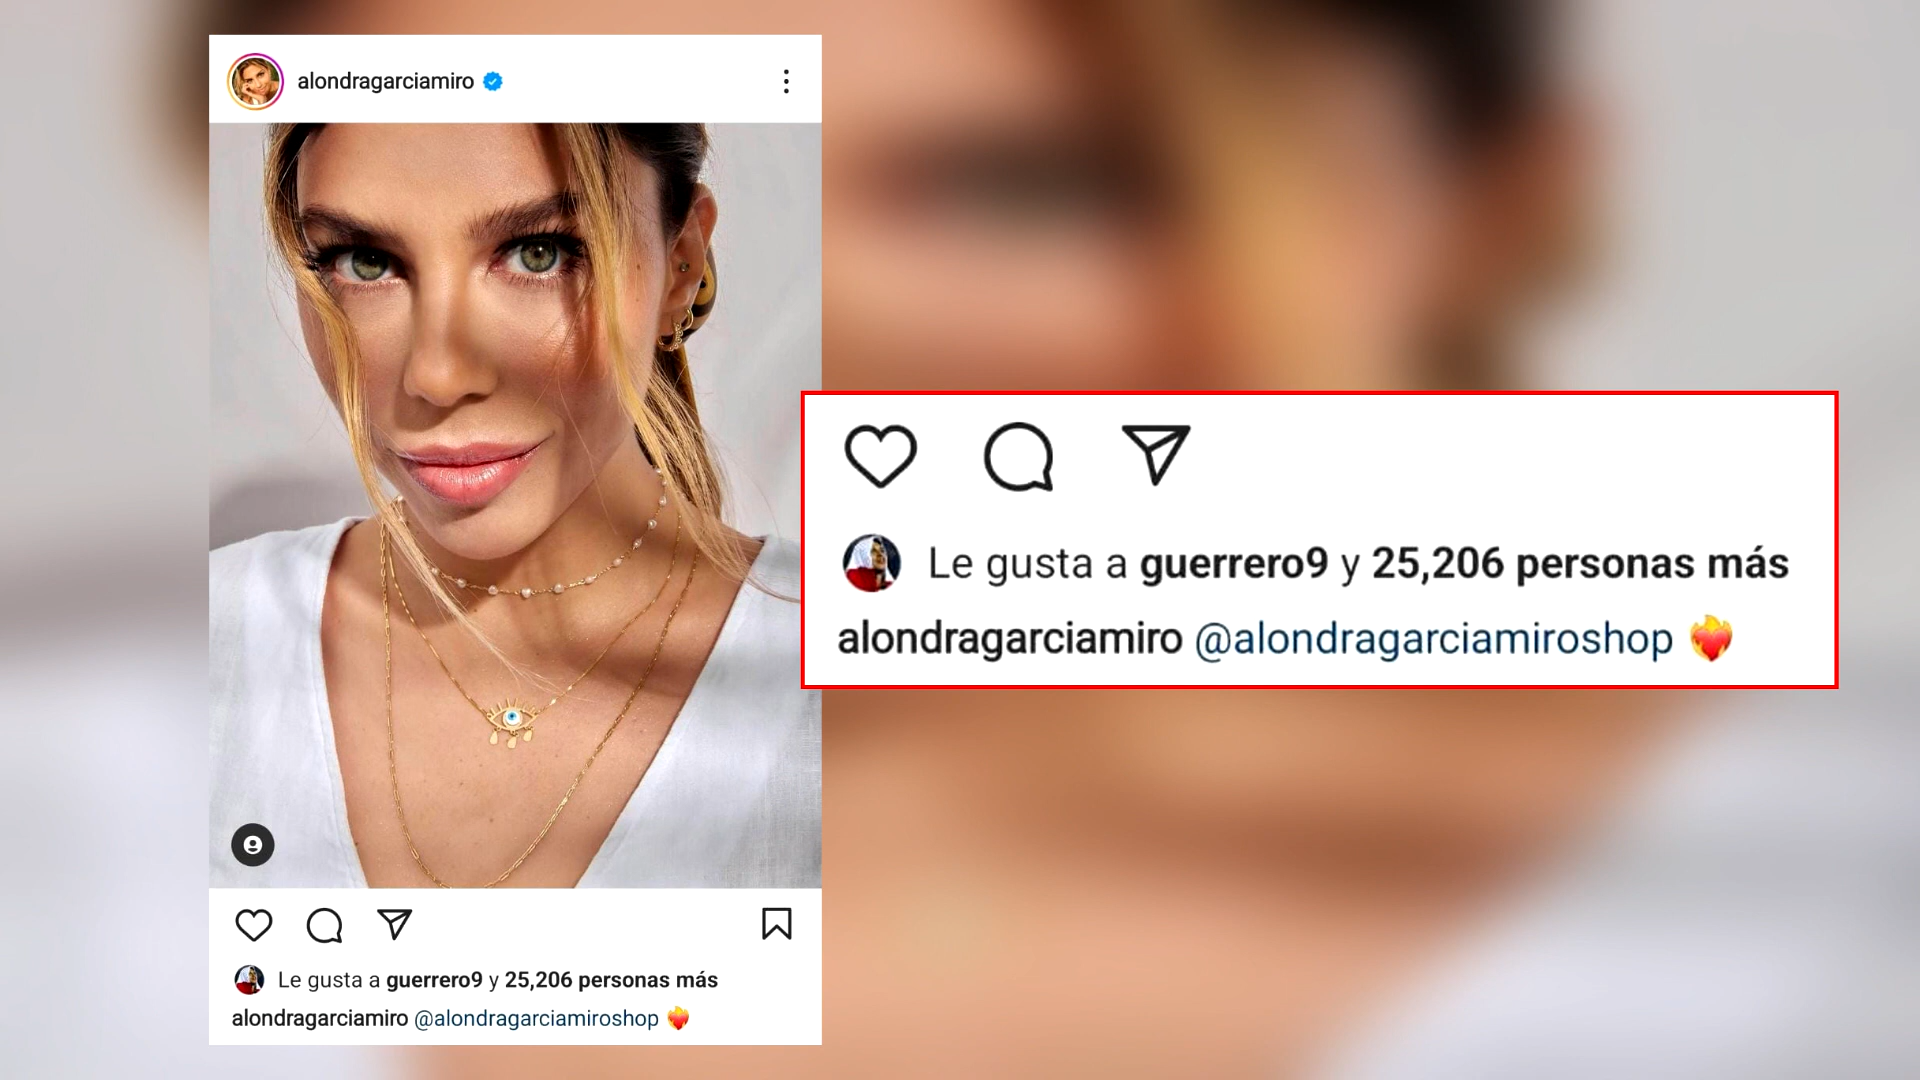 alondragarciamiro
Le gusta a guerrero9 y 25,206 personas más
alondragarciamiro @alondragarciamiroshop ❤️‍🔥
Le gusta a guerrero9 y 25,206 personas más
alondragarciamiro @alondragarciamiroshop ❤️‍🔥